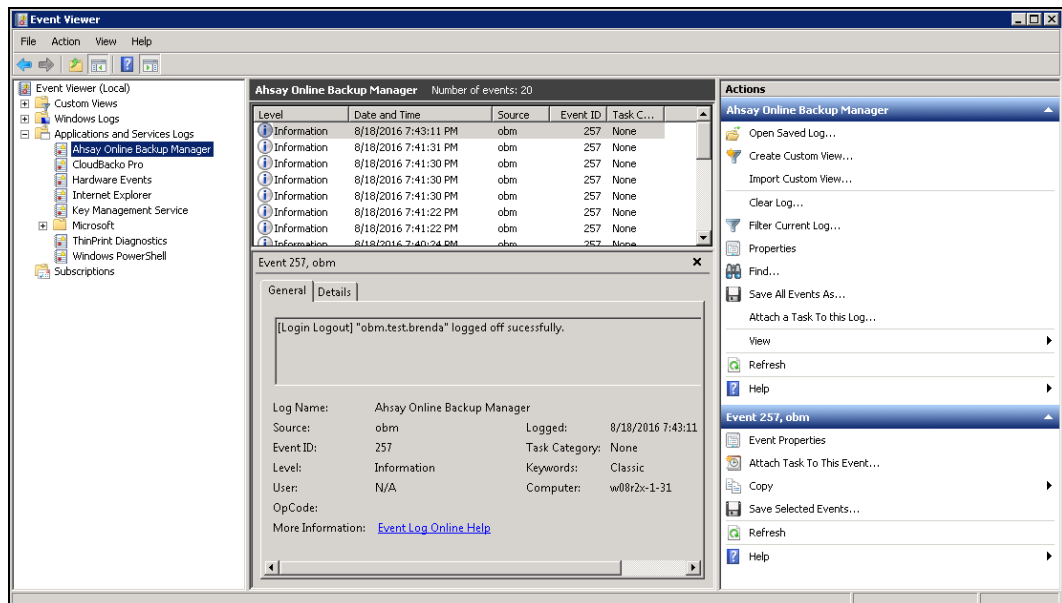 Event Viewer
File Action View Help
Event Viewer (Local)
Custom Views
Windows Logs
Applications and Services Logs
Ahsay Online Backup Manager
CloudBacko Pro
Hardware Events
Internet Explorer
Key Management Service
Microsoft
ThinPrint Diagnostics
Windows PowerShell
Subscriptions
Ahsay Online Backup Manager Number of events: 20
Level Date and Time Source Event ID Task C...
Information 8/18/2016 7:43:11 PM obm 257 None
Information 8/18/2016 7:41:31 PM obm 257 None
Information 8/18/2016 7:41:30 PM obm 257 None
Information 8/18/2016 7:41:30 PM obm 257 None
Information 8/18/2016 7:41:22 PM obm 257 None
Information 8/18/2016 7:41:22 PM obm 257 None
Information 8/18/2016 7:40:24 PM obm 257 None
Event 257, obm
General Details
[Login Logout] "obm.test.brenda" logged off sucessfully.
Log Name: Ahsay Online Backup Manager
Source: obm Logged: 8/18/2016 7:43:11
Event ID: 257 Task Category: None
Level: Information Keywords: Classic
User: N/A Computer: w08r2x-1-31
OpCode:
More Information: Event Log Online Help
Actions
Ahsay Online Backup Manager
Open Saved Log...
Create Custom View...
Import Custom View...
Clear Log...
Filter Current Log...
Properties
Find...
Save All Events As...
Attach a Task To this Log...
View
Refresh
Help
Event 257, obm
Event Properties
Attach Task To This Event...
Copy
Save Selected Events...
Refresh
Help